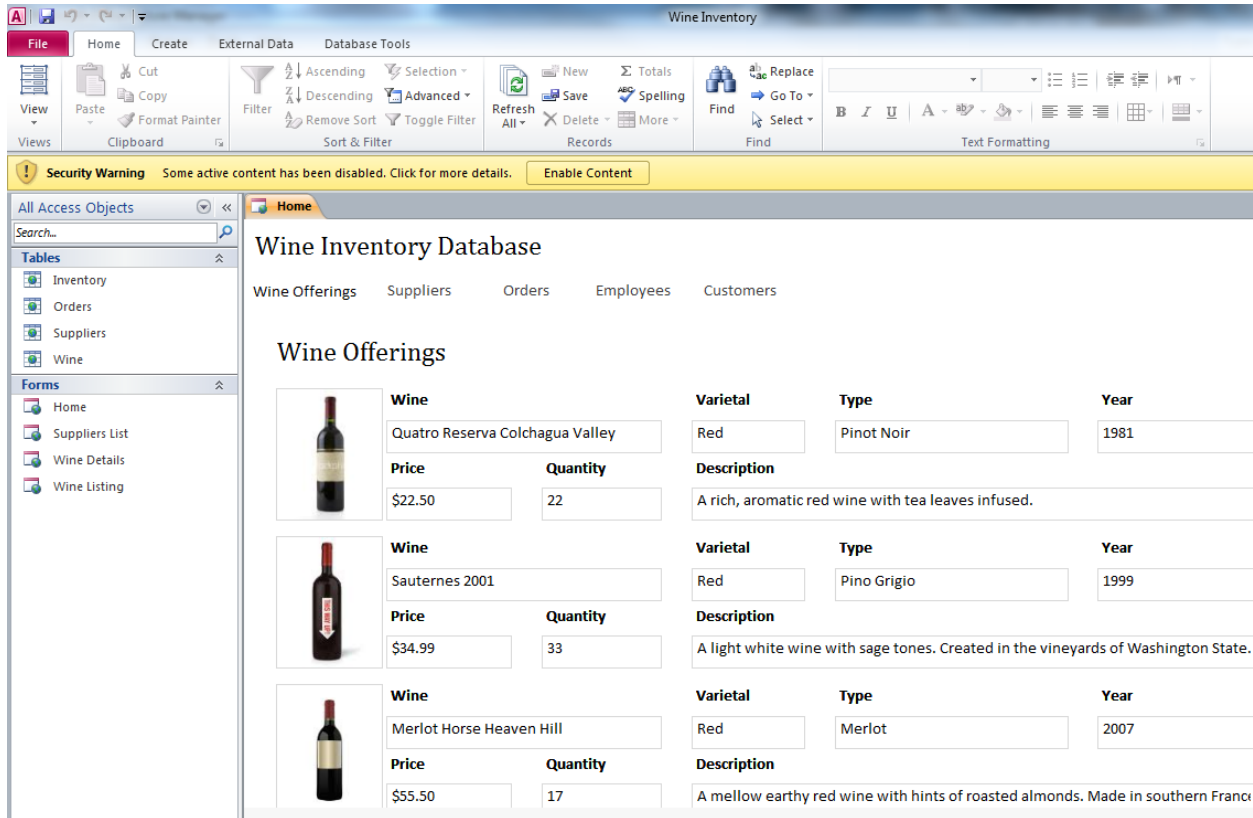 A
Wine Inventory
File Home Create External Data Database Tools
View
Views
Paste
Cut
Copy
Format Painter
Clipboard
Filter
Ascending
Descending
Remove Sort
Selection
Advanced
Toggle Filter
Sort & Filter
Refresh
All
New
Save
Delete
Totals
Spelling
More
Records
Find
Replace
Go To
Select
Find
B I U A
Text Formatting
Security Warning Some active content has been disabled. Click for more details. Enable Content
All Access Objects
Search...
Tables
Inventory
Orders
Suppliers
Wine
Forms
Home
Suppliers List
Wine Details
Wine Listing
Home
Wine Inventory Database
Wine Offerings Suppliers Orders Employees Customers
Wine Offerings
Wine Varietal Type Year
Quatro Reserva Colchagua Valley Red Pinot Noir 1981
Price Quantity Description
$22.50 22 A rich, aromatic red wine with tea leaves infused.
Wine Varietal Type Year
Sauternes 2001 Red Pino Grigio 1999
Price Quantity Description
$34.99 33 A light white wine with sage tones. Created in the vineyards of Washington State.
THIS WAY UP!
Wine Varietal Type Year
Merlot Horse Heaven Hill Red Merlot 2007
Price Quantity Description
$55.50 17 A mellow earthy red wine with hints of roasted almonds. Made in southern France